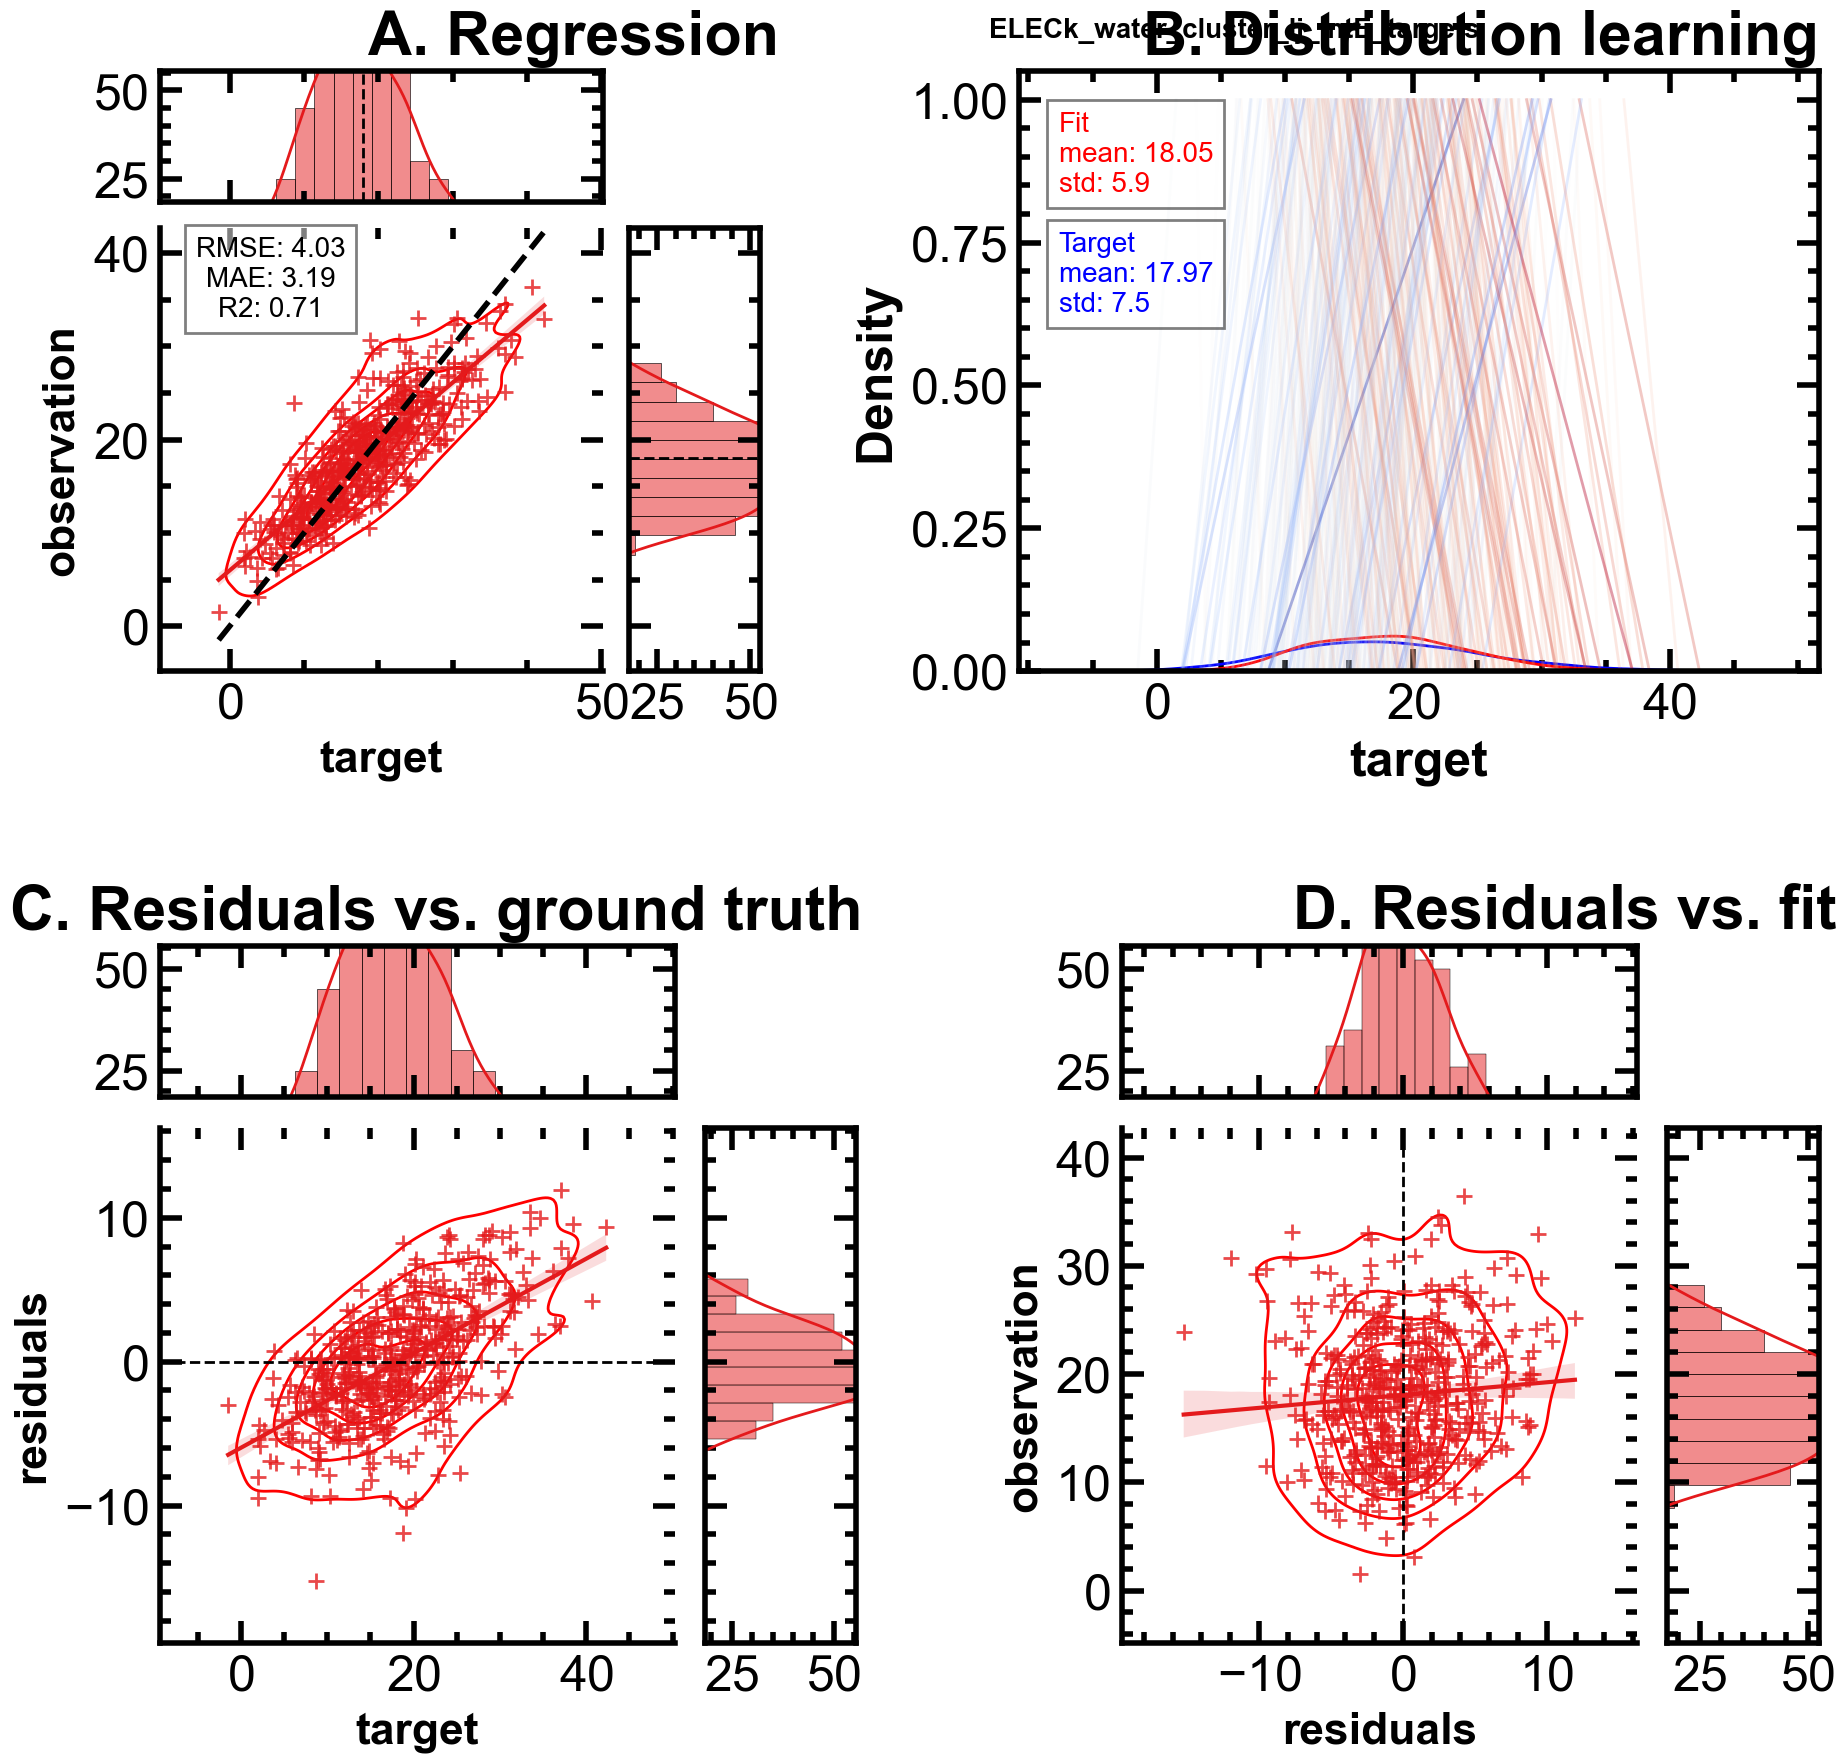 A. Regression
50
25
RMSE: 4.03
MAE: 3.19
R2: 0.71
40
20
0
observation
0
50
25
50
target
B. Distribution learning
1.00
0.75
0.50
0.25
0.00
Density
Fit
mean: 18.05
std: 5.9
Target
mean: 17.97
std: 7.5
0
20
40
target
C. Residuals vs. ground truth
50
25
10
0
−10
residuals
0
20
40
25
50
target
D. Residuals vs. fit
50
25
40
30
20
10
0
observation
−10
0
10
25
50
residuals